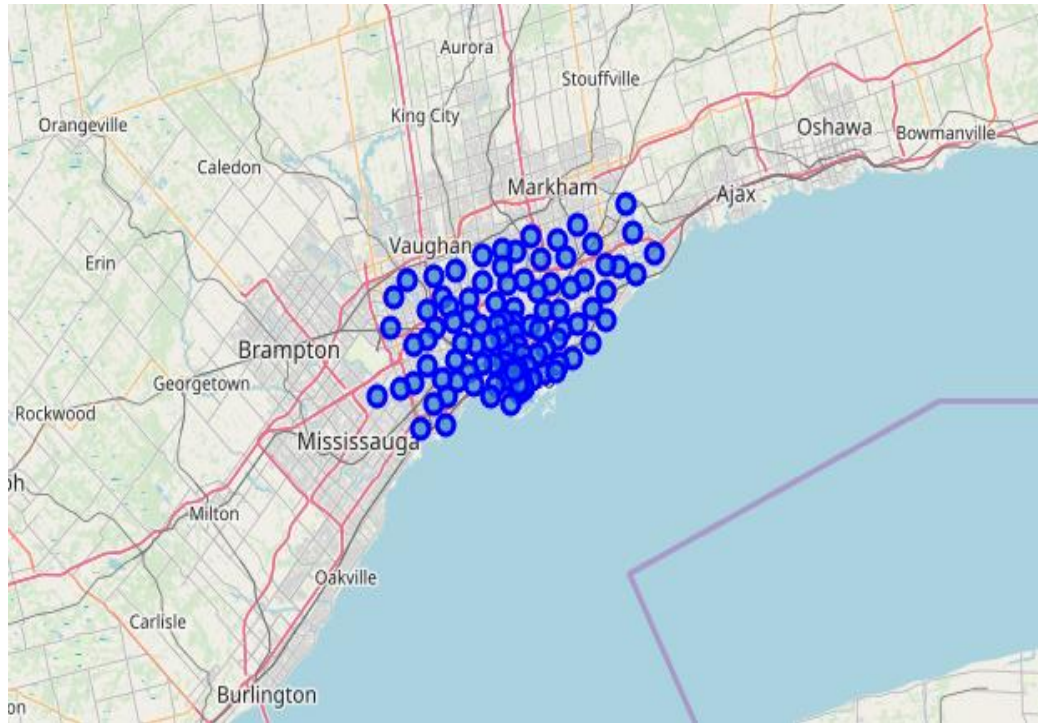 Aurora
Stouffville
King City
Orangeville
Oshawa
Bowmanville
Caledon
Markham
Ajax
Vaughan
Erin
Brampton
Georgetown
Rockwood
Mississauga
Milton
Oakville
Carlisle
Burlington